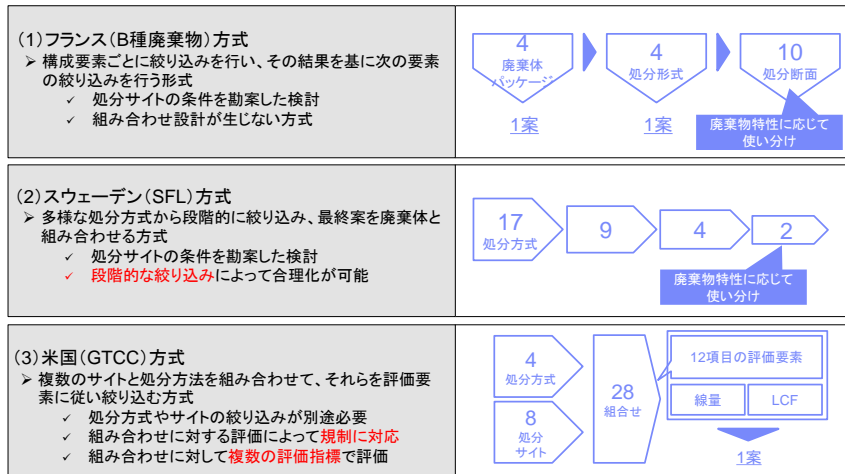 (1)フランス(B種廃棄物)方式
➢ 構成要素ごとに絞り込みを行い、その結果を基に次の要素
の絞り込みを行う形式
✓ 処分サイトの条件を勘案した検討
✓ 組み合わせ設計が生じない方式
4
廃棄体
パッケージ
1案
4
処分形式
1案
10
処分断面
廃棄物特性に応じて
使い分け
(2)スウェーデン(SFL)方式
➢ 多様な処分方式から段階的に絞り込み、最終案を廃棄体と
組み合わせる方式
✓ 処分サイトの条件を勘案した検討
✓ 段階的な絞り込みによって合理化が可能
17
処分方式
9
4
2
廃棄物特性に応じて
使い分け
(3)米国(GTCC)方式
➢ 複数のサイトと処分方法を組み合わせて、それらを評価要
素に従い絞り込む方式
✓ 処分方式やサイトの絞り込みが別途必要
✓ 組み合わせに対する評価によって規制に対応
✓ 組み合わせに対して複数の評価指標で評価
4
処分方式
8
処分
サイト
28
組合せ
12項目の評価要素
線量
LCF
1案